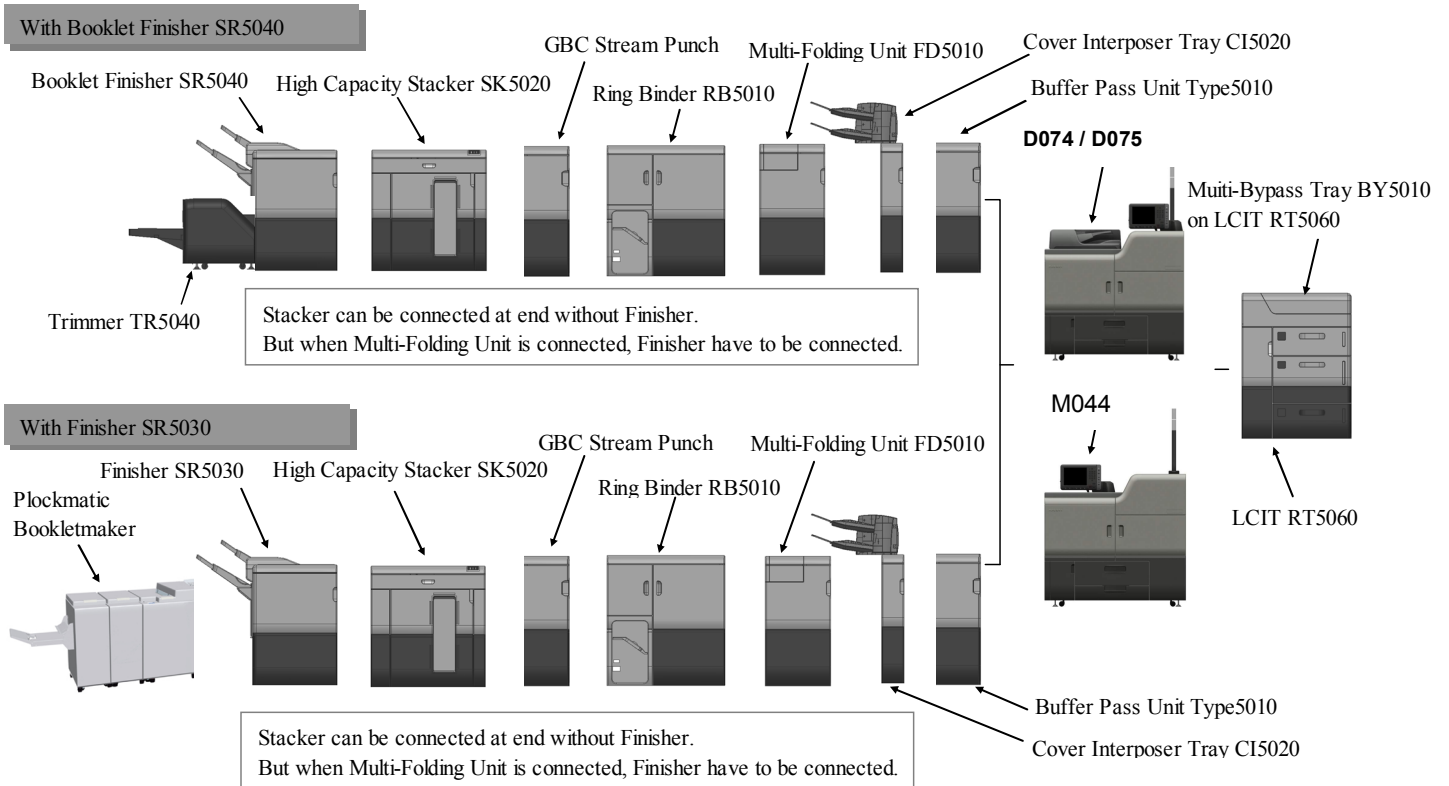 With Booklet Finisher SR5040
Booklet Finisher SR5040
High Capacity Stacker SK5020
GBC Stream Punch
Ring Binder RB5010
Multi-Folding Unit FD5010
Cover Interposer Tray CI5020
Buffer Pass Unit Type5010
D074 / D075
Muiti-Bypass Tray BY5010
on LCIT RT5060
Trimmer TR5040
Stacker can be connected at end without Finisher.
But when Multi-Folding Unit is connected, Finisher have to be connected.
M044
LCIT RT5060
With Finisher SR5030
Plockmatic
Bookletmaker
Finisher SR5030
High Capacity Stacker SK5020
GBC Stream Punch
Ring Binder RB5010
Multi-Folding Unit FD5010
Buffer Pass Unit Type5010
Cover Interposer Tray CI5020
Stacker can be connected at end without Finisher.
But when Multi-Folding Unit is connected, Finisher have to be connected.